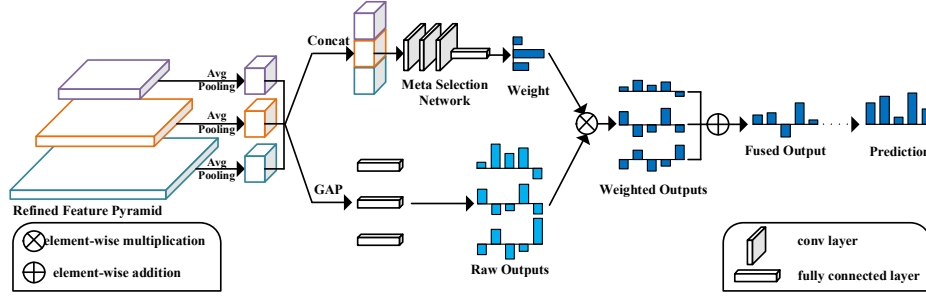 Concat
Avg
Pooling
Avg
Pooling
Avg
Pooling
Meta Selection
Network
Weight
GAP
Refined Feature Pyramid
Raw Outputs
Weighted Outputs
Fused Output
Prediction
element-wise multiplication
element-wise addition
conv layer
fully connected layer